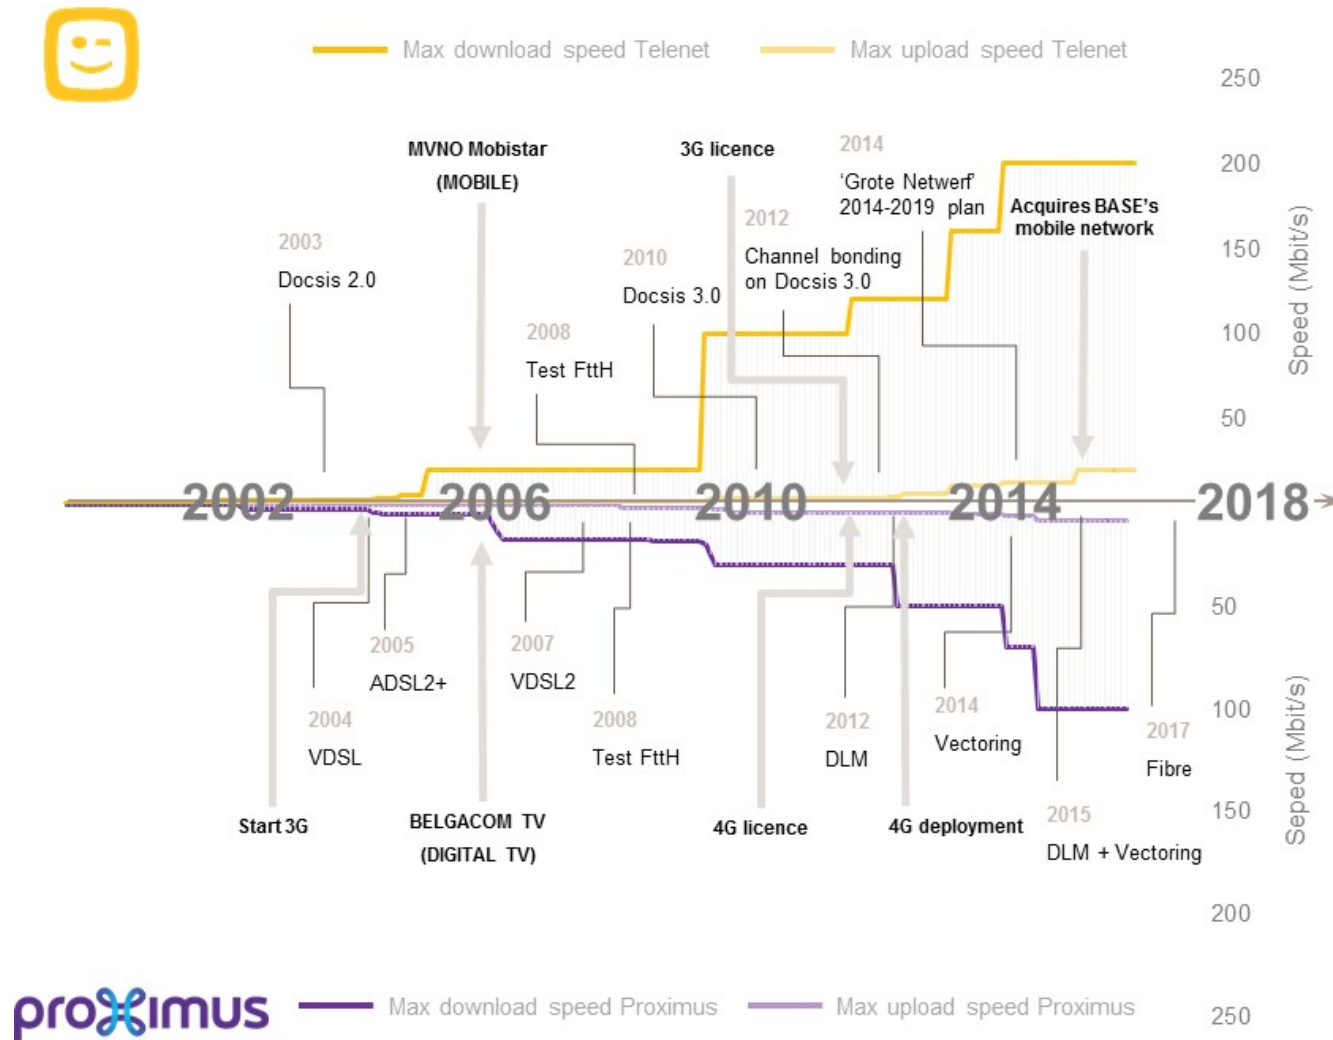 Max download speed Telenet
Max upload speed Telenet
250
200
150
100
50
Speed (Mbit/s)
MVNO Mobistar
(MOBILE)
3G licence
2014
‘Grote Netwerf’
2014-2019 plan
Acquires BASE’s
mobile network
2003
Docsis 2.0
2012
Channel bonding
on Docsis 3.0
2010
Docsis 3.0
2008
Test FttH
2002
2006
2010
2014
2018
2005
ADSL2+
2004
VDSL
2007
VDSL2
2008
Test FttH
2012
DLM
2014
Vectoring
2017
Fibre
2015
DLM + Vectoring
Start 3G
BELGACOM TV
(DIGITAL TV)
4G licence
4G deployment
50
100
150
200
250
Seped (Mbit/s)
proximus
Max download speed Proximus
Max upload speed Proximus